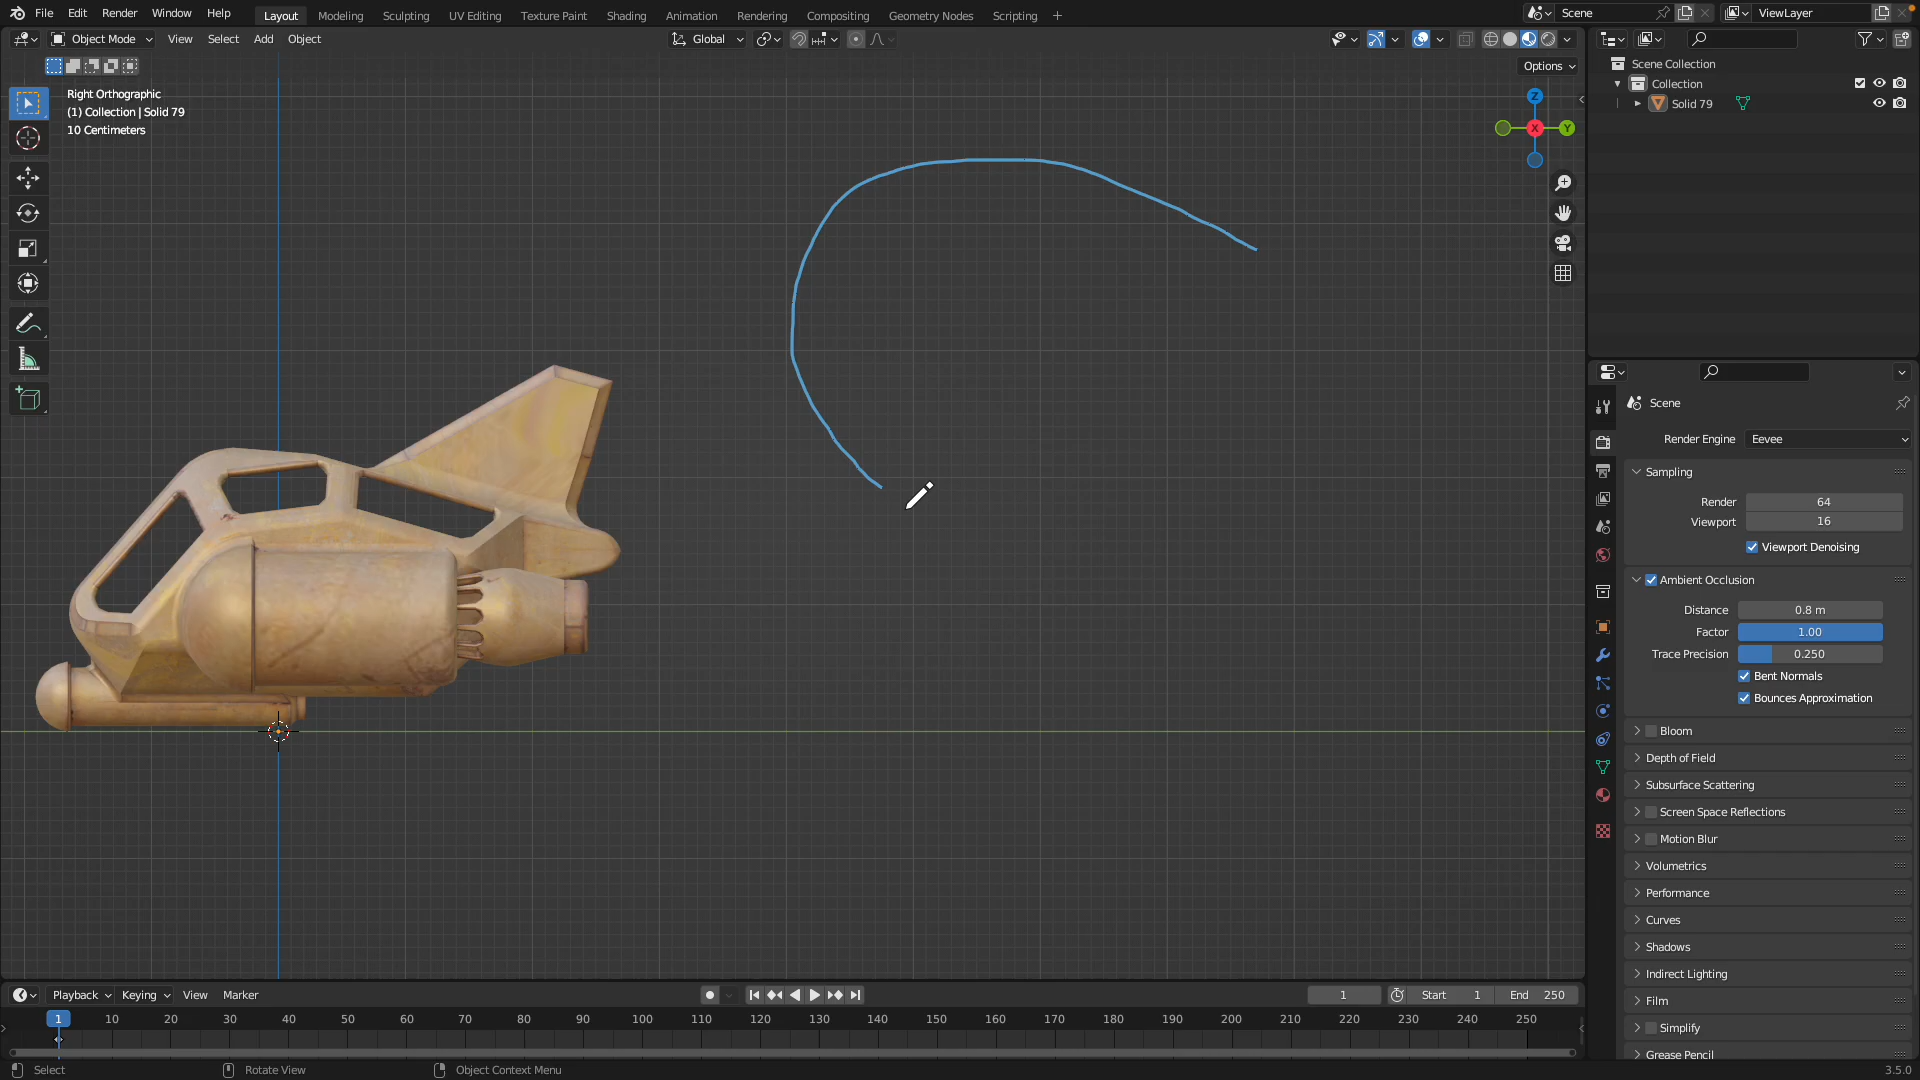 File Edit Render Window Help Layout Modeling Sculpting UV Editing Texture Paint Shading Animation Rendering Compositing Geometry Nodes Scripting + Scene ViewLayer
Object Mode View Select Add Object Global
Options
Right Orthographic
(1) Collection | Solid 79
10 Centimeters
Z
X
Y
Scene Collection
Collection
Solid 79
Scene
Render Engine Eevee
Sampling
Render 64
Viewport 16
Viewport Denoising
Ambient Occlusion
Distance 0.8 m
Factor 1.00
Trace Precision 0.250
Bent Normals
Bounces Approximation
Bloom
Depth of Field
Subsurface Scattering
Screen Space Reflections
Motion Blur
Volumetrics
Performance
Curves
Shadows
Indirect Lighting
Film
Simplify
Grease Pencil
Playback Keying View Marker 1 Start 1 End 250
1 10 20 30 40 50 60 70 80 90 100 110 120 130 140 150 160 170 180 190 200 210 220 230 240 250
Select Rotate View Object Context Menu 3.5.0